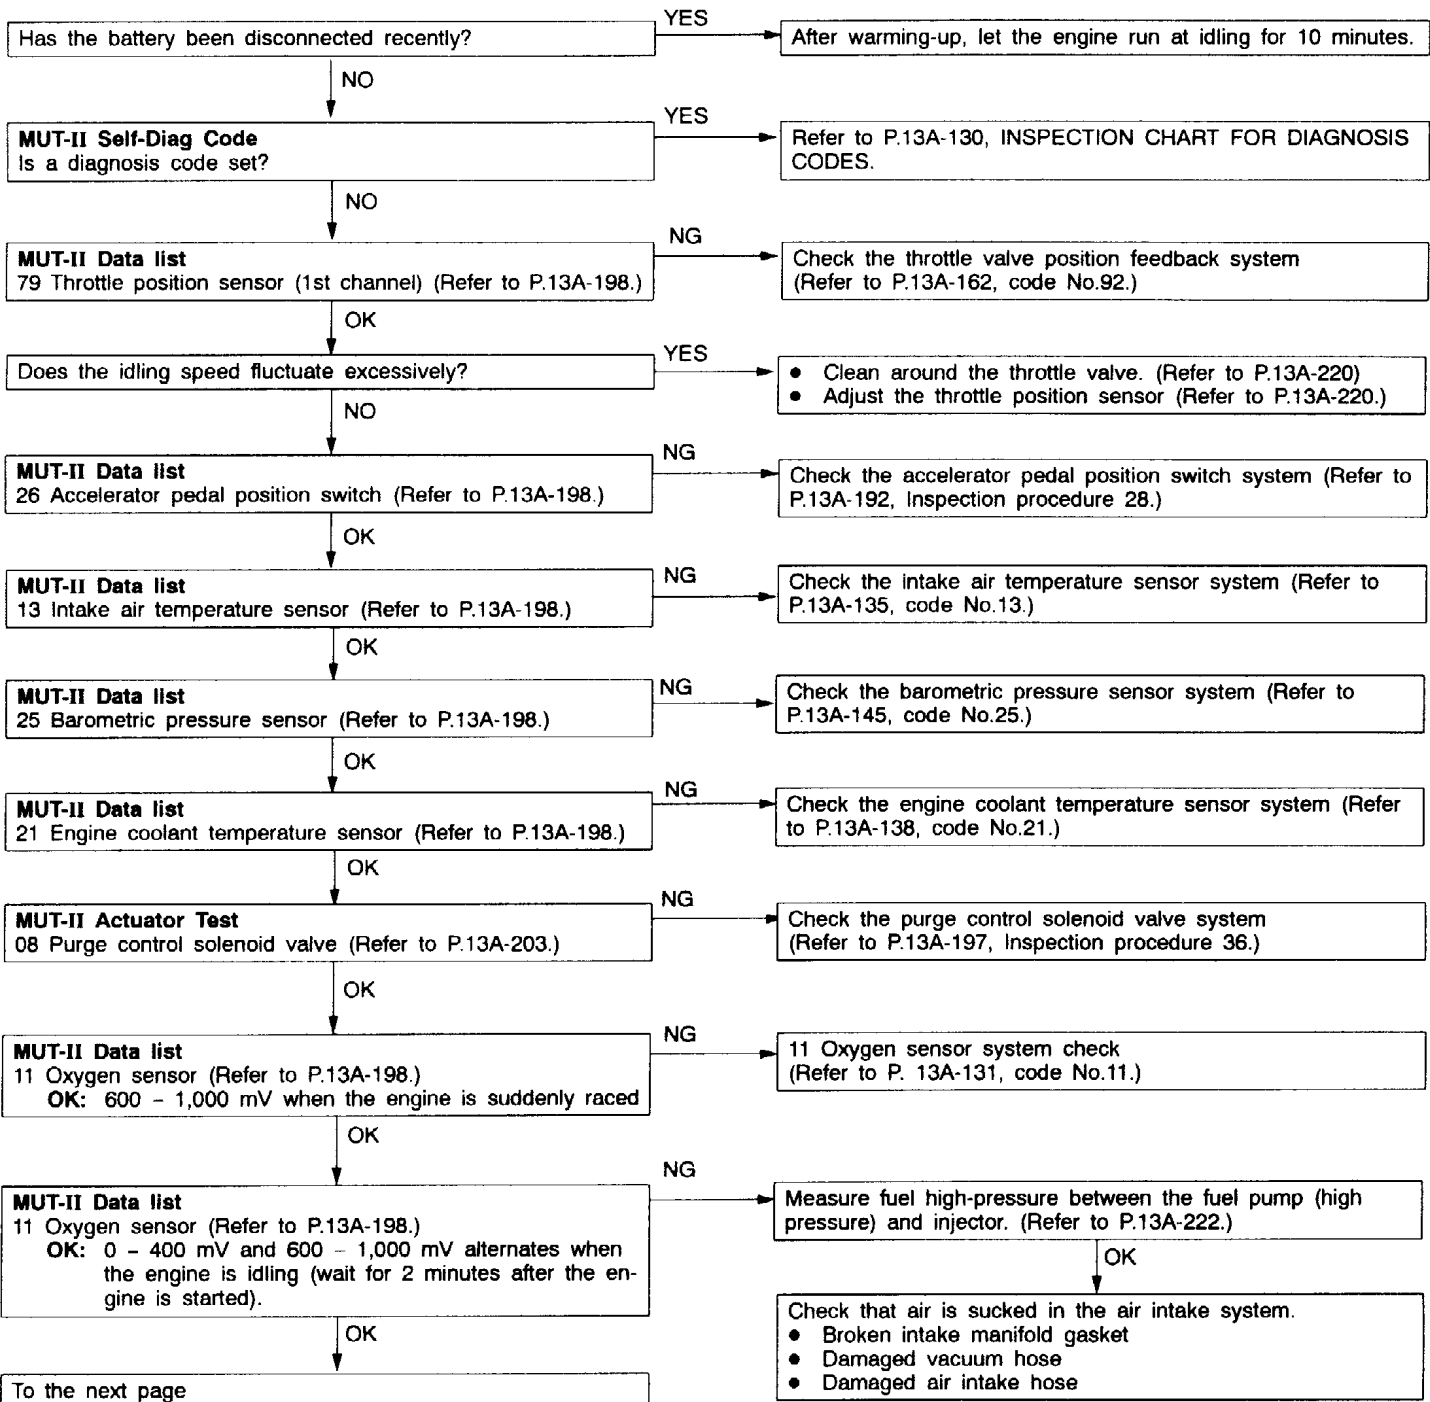 Has the battery been disconnected recently?
YES
After warming-up, let the engine run at idling for 10 minutes.
NO
MUT-II Self-Diag Code
Is a diagnosis code set?
YES
Refer to P.13A-130, INSPECTION CHART FOR DIAGNOSIS
CODES.
NO
MUT-II Data list
79 Throttle position sensor (1st channel) (Refer to P.13A-198.)
NG
Check the throttle valve position feedback system
(Refer to P.13A-162, code No.92.)
OK
Does the idling speed fluctuate excessively?
YES
● Clean around the throttle valve. (Refer to P.13A-220)
● Adjust the throttle position sensor (Refer to P.13A-220.)
NO
MUT-II Data list
26 Accelerator pedal position switch (Refer to P.13A-198.)
NG
Check the accelerator pedal position switch system (Refer to
P.13A-192, Inspection procedure 28.)
OK
MUT-II Data list
13 Intake air temperature sensor (Refer to P.13A-198.)
NG
Check the intake air temperature sensor system (Refer to
P.13A-135, code No.13.)
OK
MUT-II Data list
25 Barometric pressure sensor (Refer to P.13A-198.)
NG
Check the barometric pressure sensor system (Refer to
P.13A-145, code No.25.)
OK
MUT-II Data list
21 Engine coolant temperature sensor (Refer to P.13A-198.)
NG
Check the engine coolant temperature sensor system (Refer
to P.13A-138, code No.21.)
OK
MUT-II Actuator Test
08 Purge control solenoid valve (Refer to P.13A-203.)
NG
Check the purge control solenoid valve system
(Refer to P.13A-197, Inspection procedure 36.)
OK
MUT-II Data list
11 Oxygen sensor (Refer to P.13A-198.)
OK: 600 – 1,000 mV when the engine is suddenly raced
NG
11 Oxygen sensor system check
(Refer to P. 13A-131, code No.11.)
OK
MUT-II Data list
11 Oxygen sensor (Refer to P.13A-198.)
OK: 0 – 400 mV and 600 – 1,000 mV alternates when
the engine is idling (wait for 2 minutes after the en-
gine is started).
NG
Measure fuel high-pressure between the fuel pump (high
pressure) and injector. (Refer to P.13A-222.)
OK
Check that air is sucked in the air intake system.
● Broken intake manifold gasket
● Damaged vacuum hose
● Damaged air intake hose
OK
To the next page